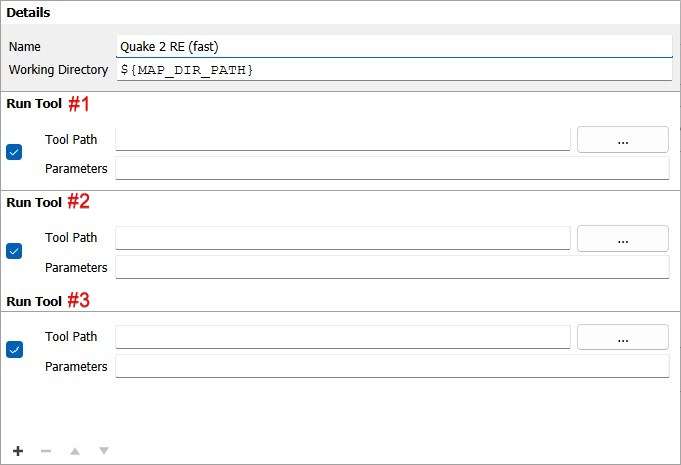 Details
Name Quake 2 RE (fast)
Working Directory ${MAP_DIR_PATH}
Run Tool #1
Tool Path ...
Parameters
Run Tool #2
Tool Path ...
Parameters
Run Tool #3
Tool Path ...
Parameters